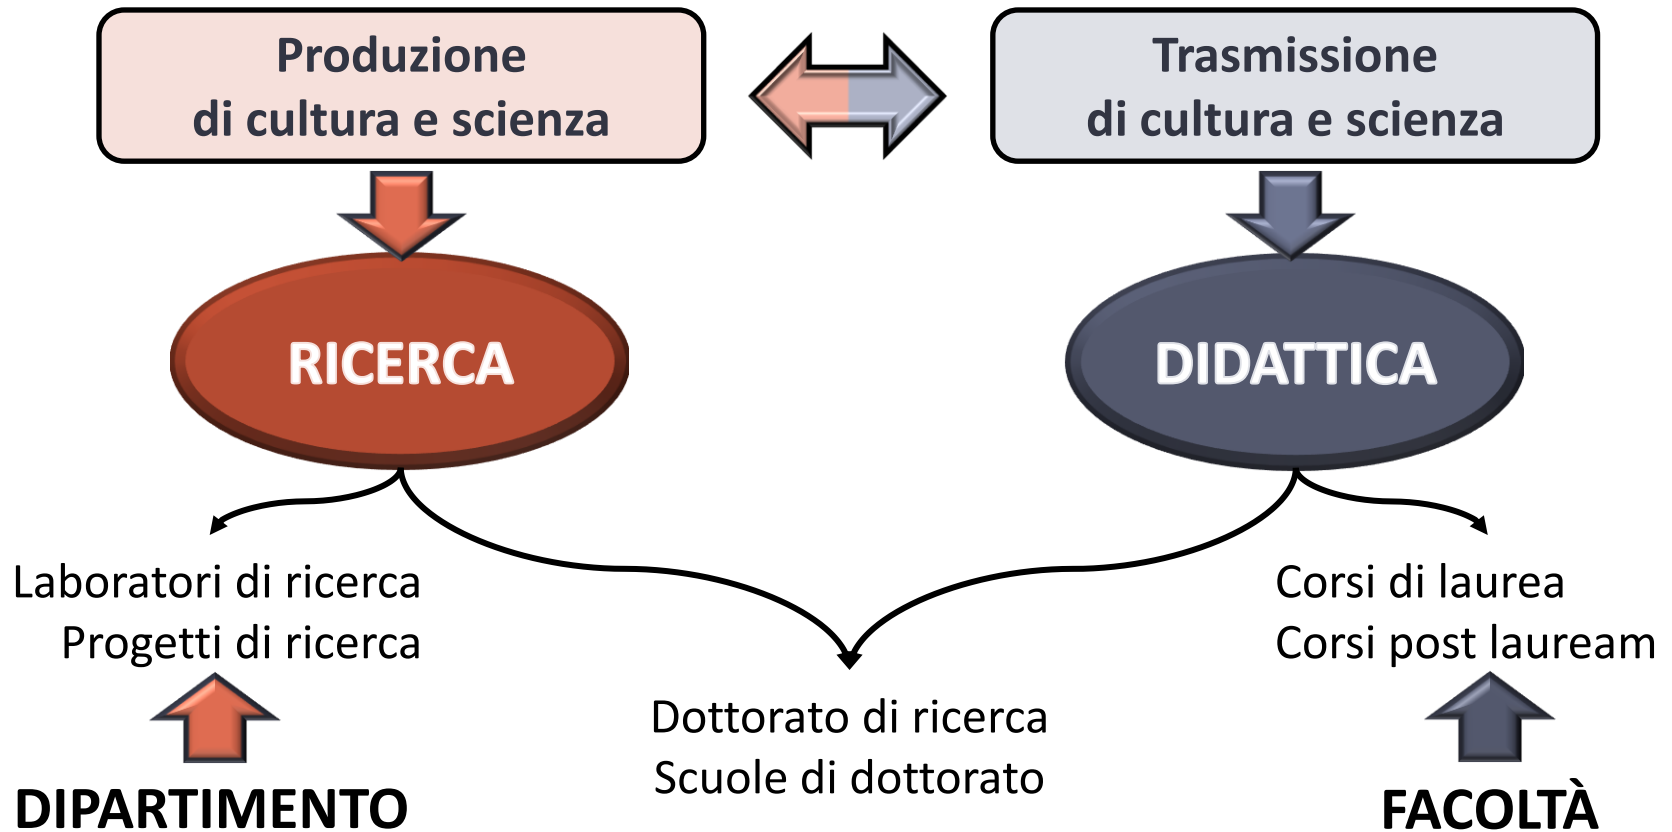 Produzione
di cultura e scienza
Trasmissione
di cultura e scienza
RICERCA
DIDATTICA
Laboratori di ricerca
Progetti di ricerca
Corsi di laurea
Corsi post lauream
Dottorato di ricerca
Scuole di dottorato
DIPARTIMENTO
FACOLTÀ